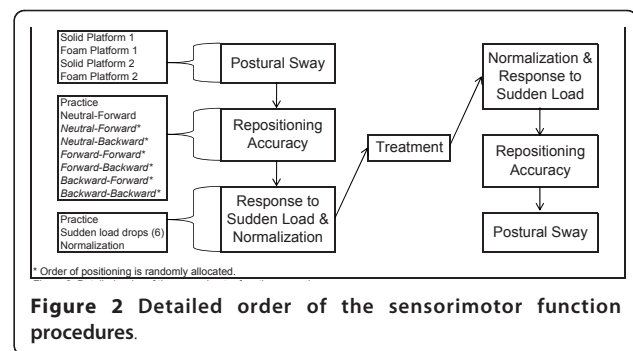 Solid Platform 1
Foam Platform 1
Solid Platform 2
Foam Platform 2
Postural Sway
Practice
Neutral-Forward
Neutral-Forward*
Neutral-Backward*
Forward-Forward*
Forward-Backward*
Backward-Forward*
Backward-Backward*
Repositioning
Accuracy
Practice
Sudden load drops (6)
Normalization
Response to
Sudden Load &
Normalization
Treatment
Normalization &
Response to
Sudden Load
Repositioning
Accuracy
Postural Sway
* Order of positioning is randomly allocated.
Figure 2 Detailed order of the sensorimotor function
procedures.